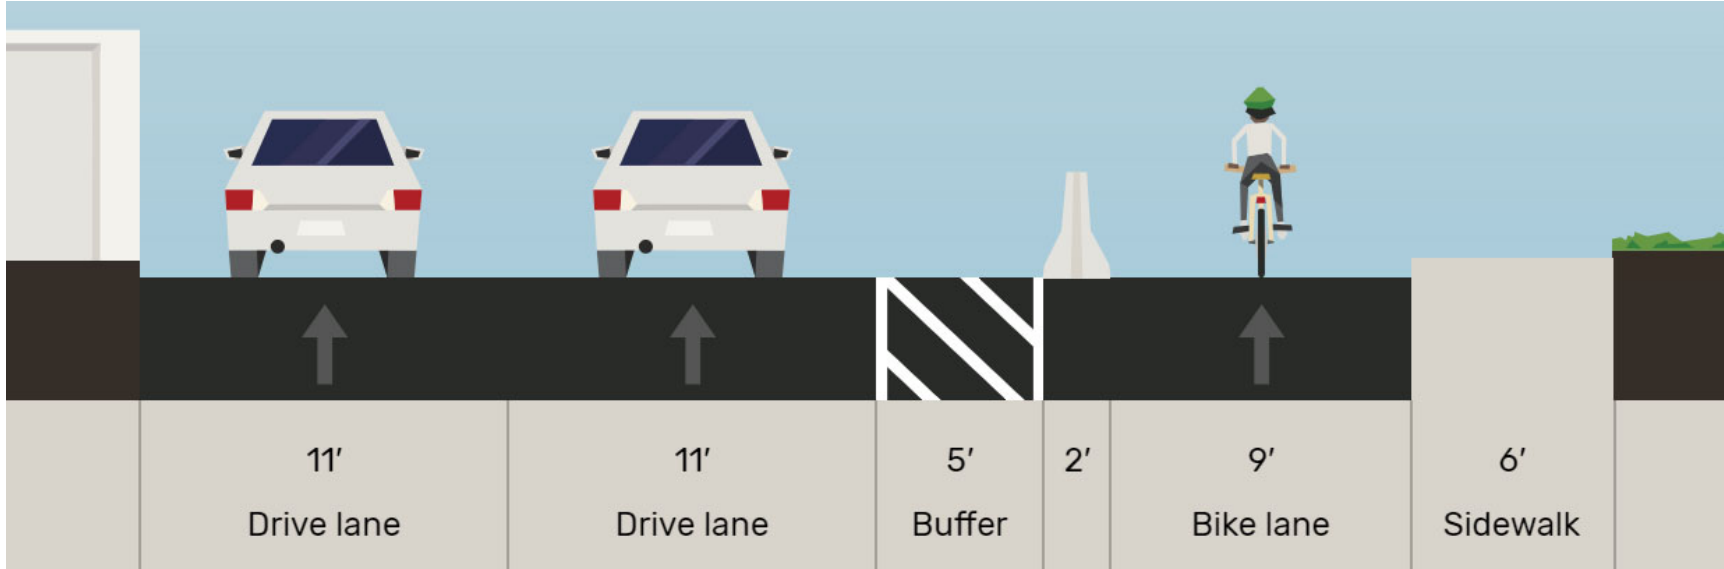 11′ 11′ 5′ 2′ 9′ 6′
Drive lane Drive lane Buffer Bike lane Sidewalk